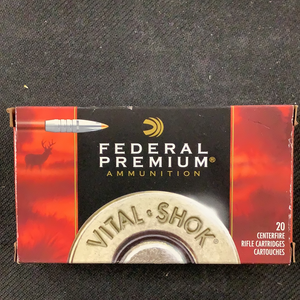 FEDERAL
PREMIUM®
AMMUNITION
VITAL·SHOK
20
CENTERFIRE
RIFLE CARTRIDGES
CARTOUCHES